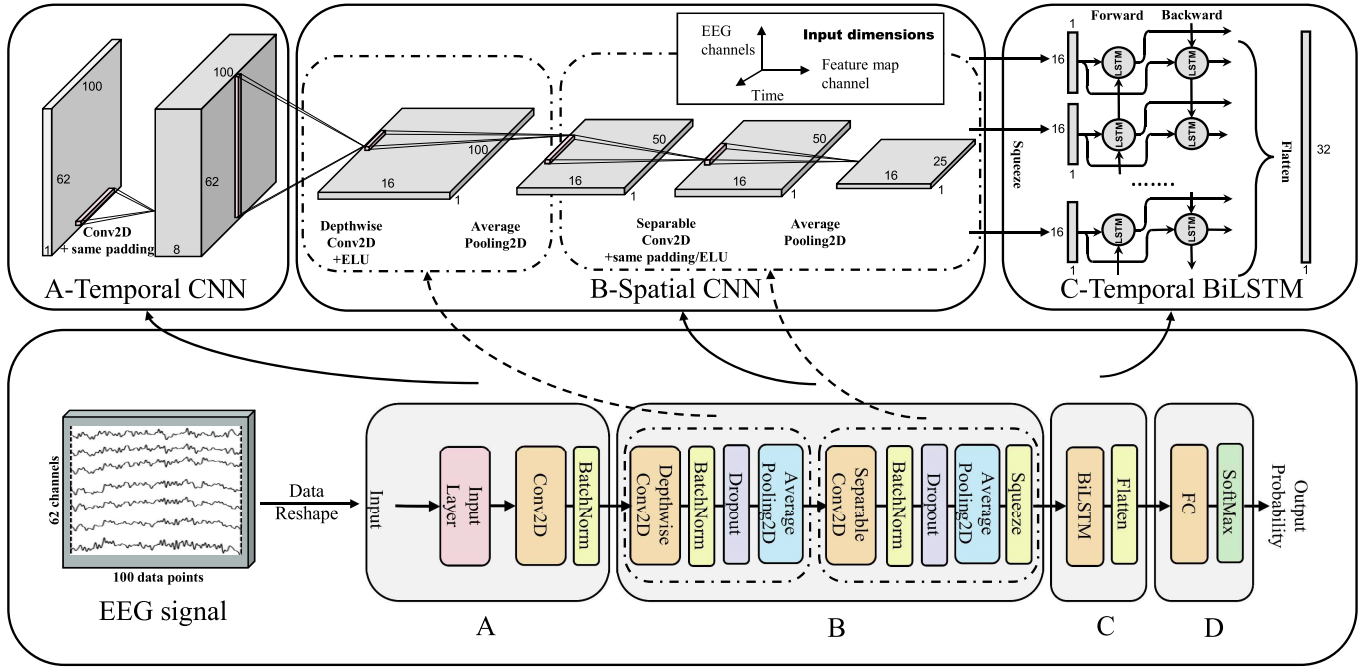 100
62
1
Conv2D
+ same padding
100
62
8
A-Temporal CNN
EEG
channels
Input dimensions
Feature map
channel
Time
100
16
1
Depthwise
Conv2D
+ELU
Average
Pooling2D
50
16
1
Separable
Conv2D
+same padding/ELU
50
16
1
Average
Pooling2D
25
16
1
B-Spatial CNN
Squeeze
1
Forward
Backward
16
LSTM
LSTM
16
LSTM
LSTM
.......
16
LSTM
LSTM
1
Flatten
32
1
C-Temporal BiLSTM
62 channels
100 data points
EEG signal
Data
Reshape
Input
Input
Layer
Conv2D
BatchNorm
A
Depthwise
Conv2D
BatchNorm
Dropout
Average
Pooling2D
Separable
Conv2D
BatchNorm
Dropout
Average
Pooling2D
Squeeze
B
BiLSTM
Flatten
C
FC
SoftMax
D
Output
Probability